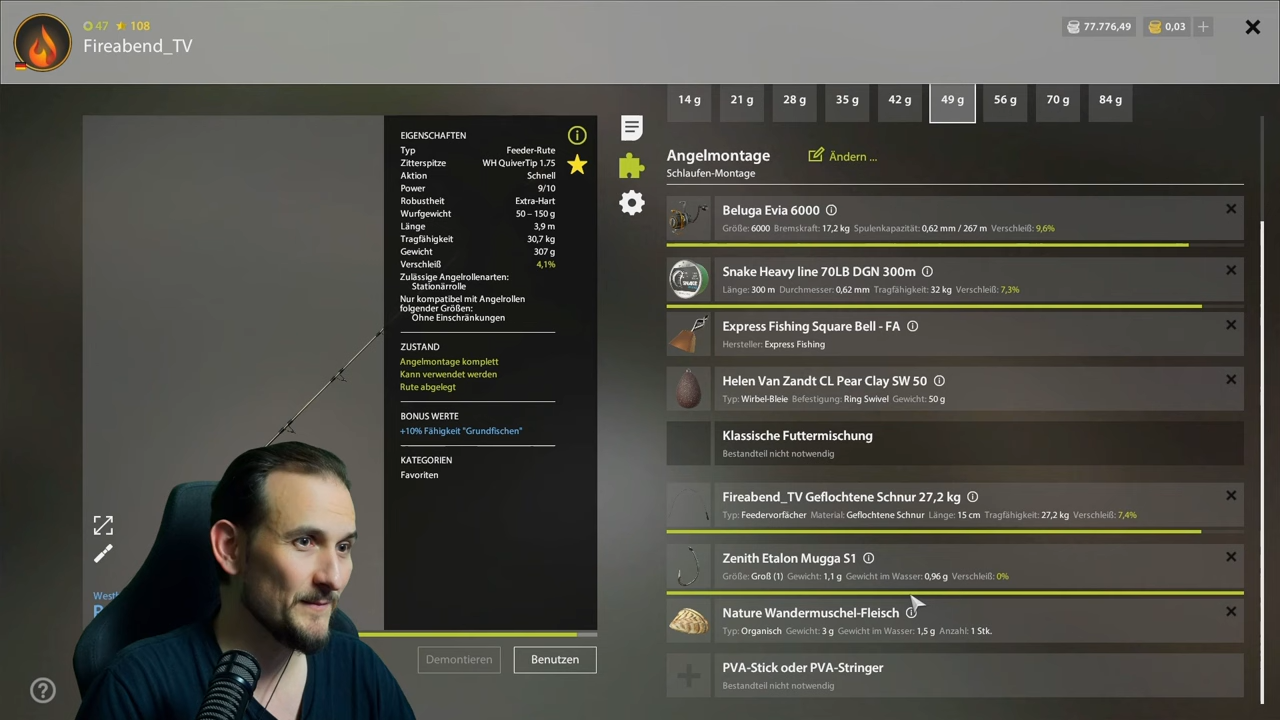 47 108
Fireabend_TV
77.776,49
0,03
14 g
21 g
28 g
35 g
42 g
49 g
56 g
70 g
84 g
EIGENSCHAFTEN
Typ Feeder-Rute
Zitterspitze WH QuiverTip 1.75
Aktion Schnell
Power 9/10
Robustheit Extra-Hart
Wurfgewicht 50 – 150 g
Länge 3,9 m
Tragfähigkeit 30,7 kg
Gewicht 307 g
Verschleiß 4,1%
Zulässige Angelrollenarten:
Stationärrolle
Nur kompatibel mit Angelrollen
folgender Größen:
Ohne Einschränkungen
ZUSTAND
Angelmontage komplett
Kann verwendet werden
Rute abgelegt
BONUS WERTE
+10% Fähigkeit "Grundfischen"
KATEGORIEN
Favoriten
Demontieren
Benutzen
Angelmontage
Ändern ...
Schlaufen-Montage
Beluga Evia 6000
Größe: 6000 Bremskraft: 17,2 kg Spulenkapazität: 0,62 mm / 267 m Verschleiß: 9,6%
Snake Heavy line 70LB DGN 300m
Länge: 300 m Durchmesser: 0,62 mm Tragfähigkeit: 32 kg Verschleiß: 7,3%
Express Fishing Square Bell - FA
Hersteller: Express Fishing
Helen Van Zandt CL Pear Clay SW 50
Typ: Wirbel-Bleie Befestigung: Ring Swivel Gewicht: 50 g
Klassische Futtermischung
Bestandteil nicht notwendig
Fireabend_TV Geflochtene Schnur 27,2 kg
Typ: Feedervorfächer Material: Geflochtene Schnur Länge: 15 cm Tragfähigkeit: 27,2 kg Verschleiß: 7,4%
Zenith Etalon Mugga S1
Größe: Groß (1) Gewicht: 1,1 g Gewicht im Wasser: 0,96 g Verschleiß: 0%
Nature Wandermuschel-Fleisch
Typ: Organisch Gewicht: 3 g Gewicht im Wasser: 1,5 g Anzahl: 1 Stk.
PVA-Stick oder PVA-Stringer
Bestandteil nicht notwendig